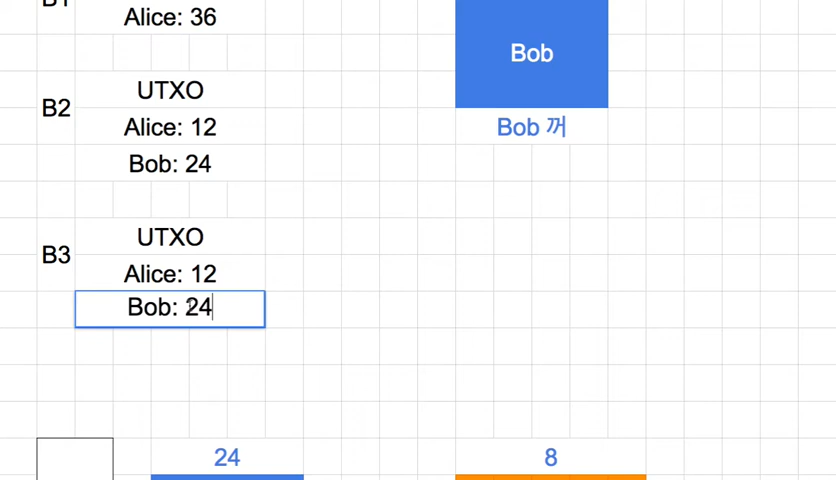 B1
Alice: 36
Bob
UTXO
B2
Alice: 12
Bob 꺼
Bob: 24
UTXO
B3
Alice: 12
Bob: 24
24
8